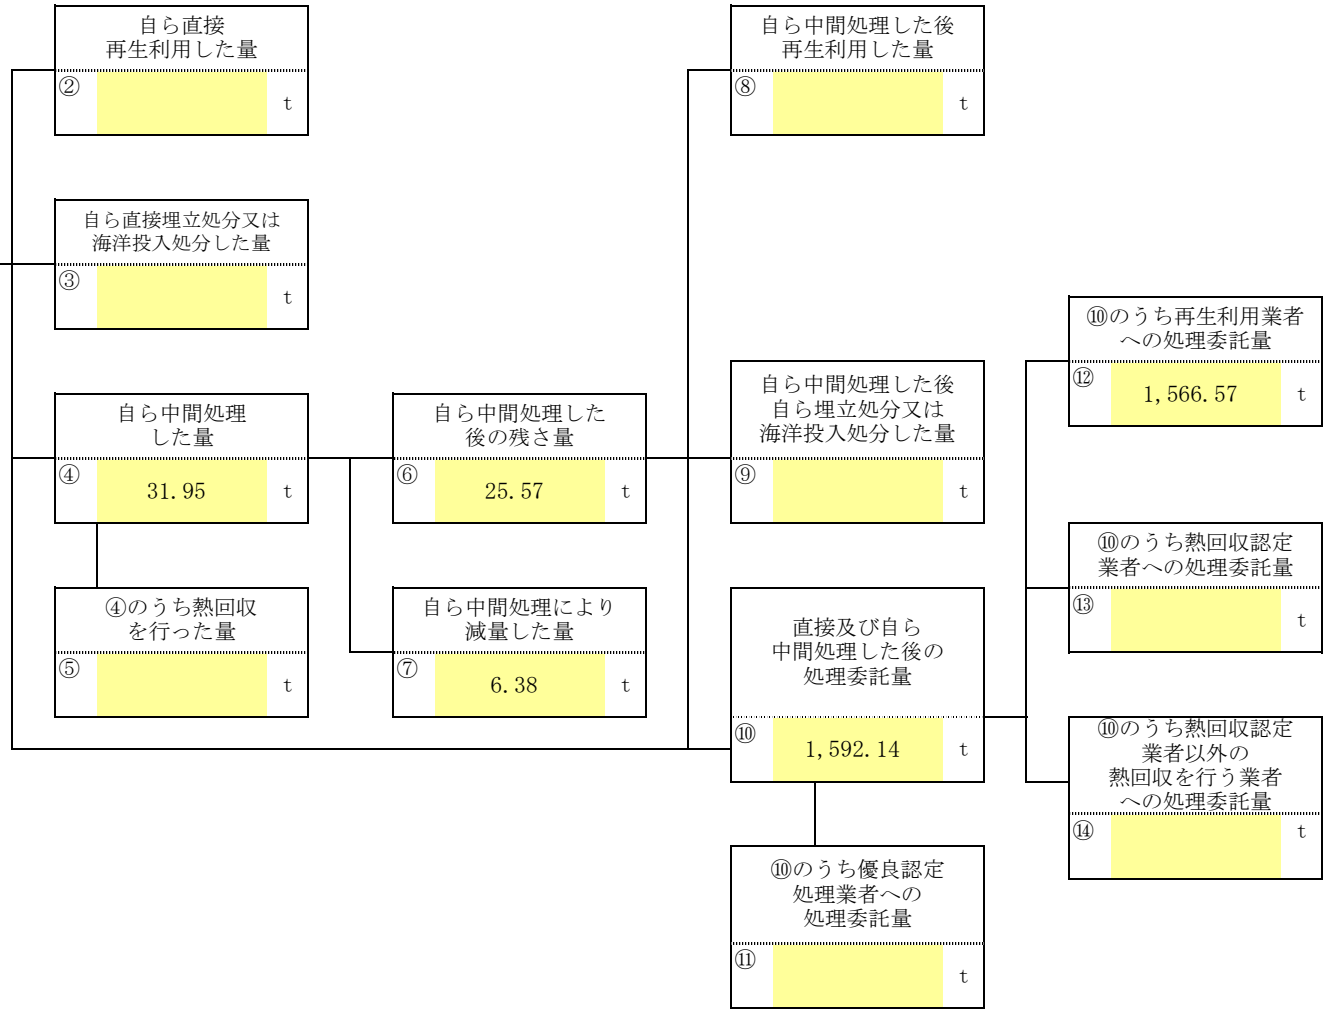 自ら直接
再生利用した量
②
t
自ら中間処理した後
再生利用した量
⑧
t
自ら直接埋立処分又は
海洋投入処分した量
③
t
⑩のうち再生利用業者
への処理委託量
⑫
1,566.57
t
自ら中間処理
した量
④
31.95
t
自ら中間処理した
後の残さ量
⑥
25.57
t
自ら中間処理した後
自ら埋立処分又は
海洋投入処分した量
⑨
t
⑩のうち熱回収認定
業者への処理委託量
⑬
t
④のうち熱回収
を行った量
⑤
t
自ら中間処理により
減量した量
⑦
6.38
t
直接及び自ら
中間処理した後の
処理委託量
⑩
1,592.14
t
⑩のうち熱回収認定
業者以外の
熱回収を行う業者
への処理委託量
⑭
t
⑩のうち優良認定
処理業者への
処理委託量
⑪
t